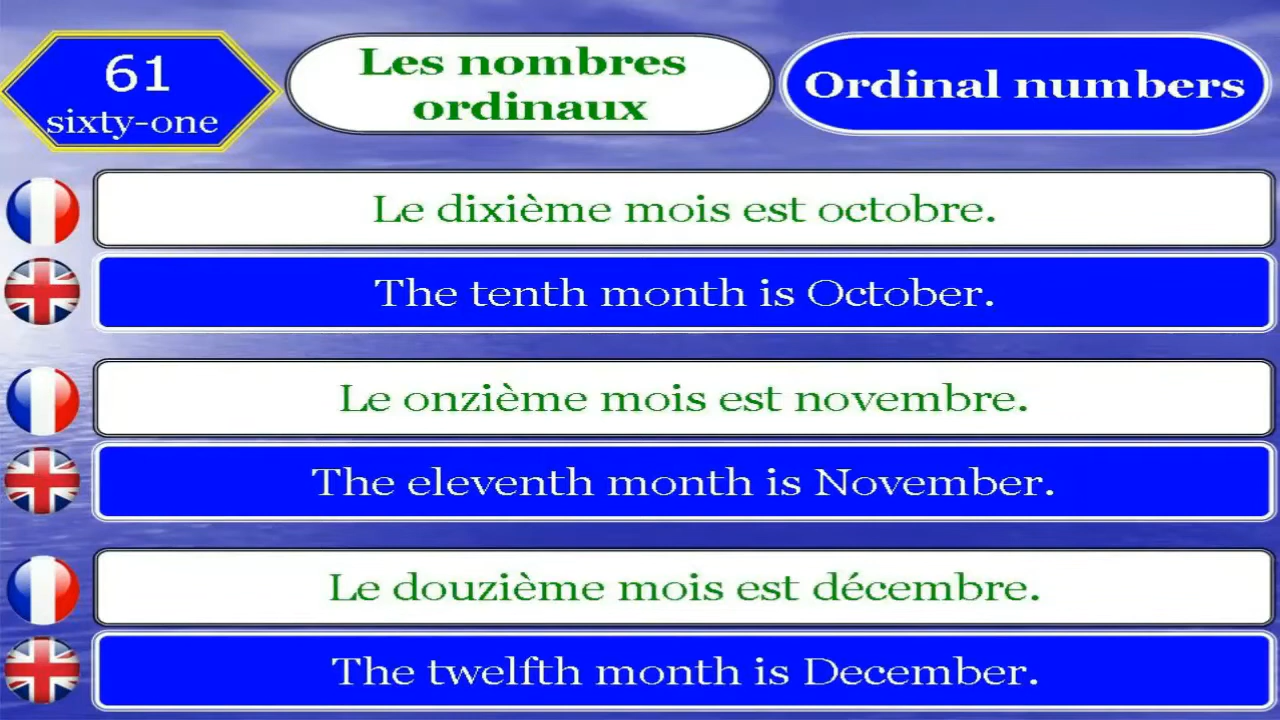 61
sixty-one
Les nombres
ordinaux
Ordinal numbers
Le dixième mois est octobre.
The tenth month is October.
Le onzième mois est novembre.
The eleventh month is November.
Le douzième mois est décembre.
The twelfth month is December.